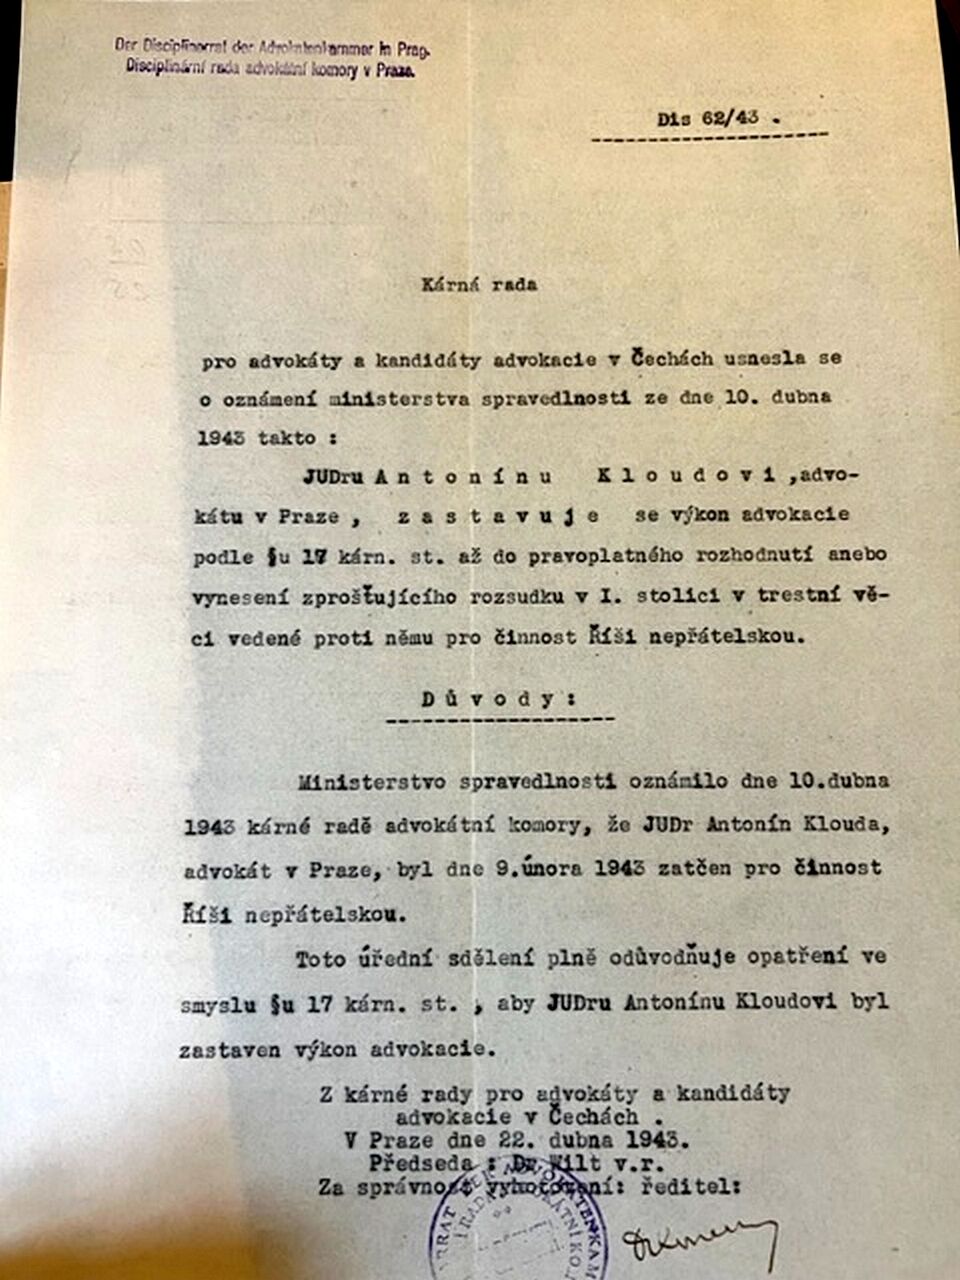 Der Disciplinarrat der Advokatenkammer in Prag.
Disciplinární rada advokátní komory v Praze.
Dis 62/43 .
Kárná rada
pro advokáty a kandidáty advokacie v Čechách usnesla se
o oznámení ministerstva spravedlnosti ze dne 10. dubna
1943 takto :
JUDru A n t o n í n u K l o u d o v i ,advo-
kátu v Praze , z a s t a v u j e se výkon advokacie
podle §u 17 kárn. st. až do pravoplatného rozhodnutí anebo
vynesení zprošťujícího rozsudku v I. stolici v trestní vě-
ci vedené proti němu pro činnost Říši nepřátelskou.
D ů v o d y :
Ministerstvo spravedlnosti oznámilo dne 10.dubna
1943 kárné radě advokátní komory, že JUDr Antonín Klouda,
advokát v Praze, byl dne 9.února 1943 zatčen pro činnost
Říši nepřátelskou.
Toto úřední sdělení plně odůvodňuje opatření ve
smyslu §u 17 kárn. st. , aby JUDru Antonínu Kloudovi byl
zastaven výkon advokacie.
Z kárné rady pro advokáty a kandidáty
advokacie v Čechách .
V Praze dne 22. dubna 1943.
Předseda : Dr Wilt v.r.
Za správnost vyhotovení: ředitel: